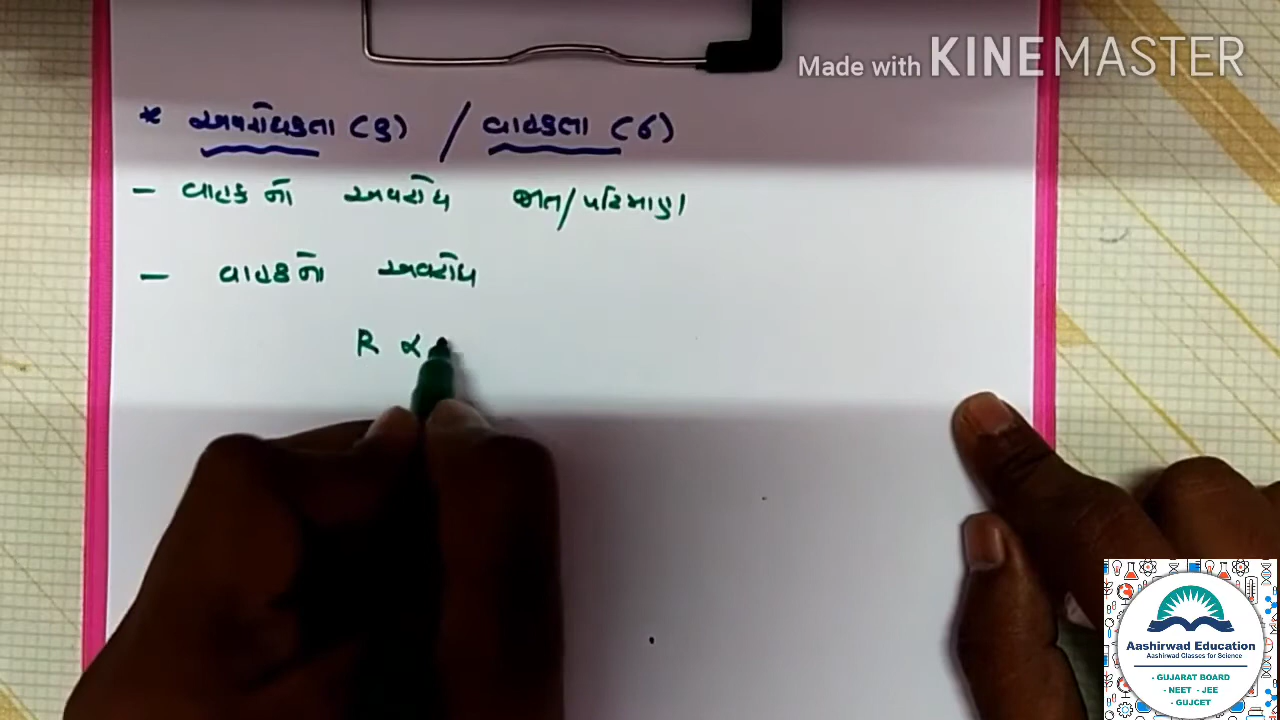 Made with KINEMASTER
* અવરોધકતા (ρ) / વાહકતા (σ)
- વાહક નો અવરોધ જાત/પરિમાણ
- વાહકનો અવરોધ
R ∝
Aashirwad Education
Aashirwad Classes for Science
- GUJARAT BOARD
- NEET - JEE
- GUJCET